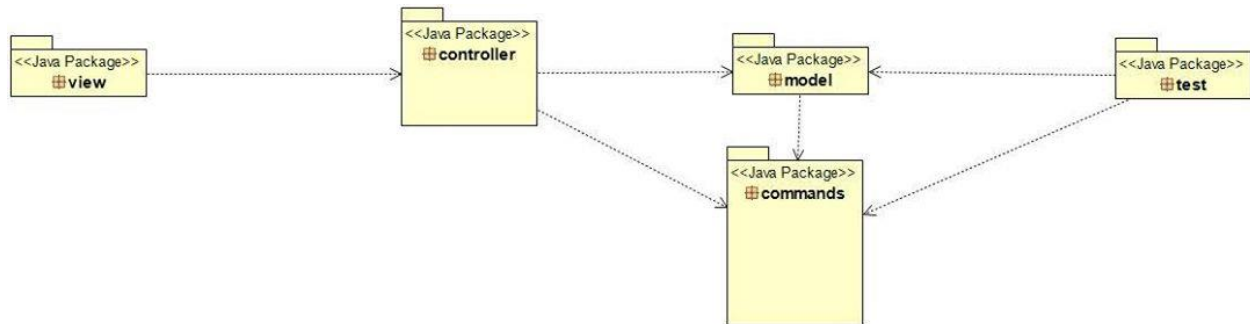 <<Java Package>>
view
<<Java Package>>
controller
<<Java Package>>
model
<<Java Package>>
test
<<Java Package>>
commands